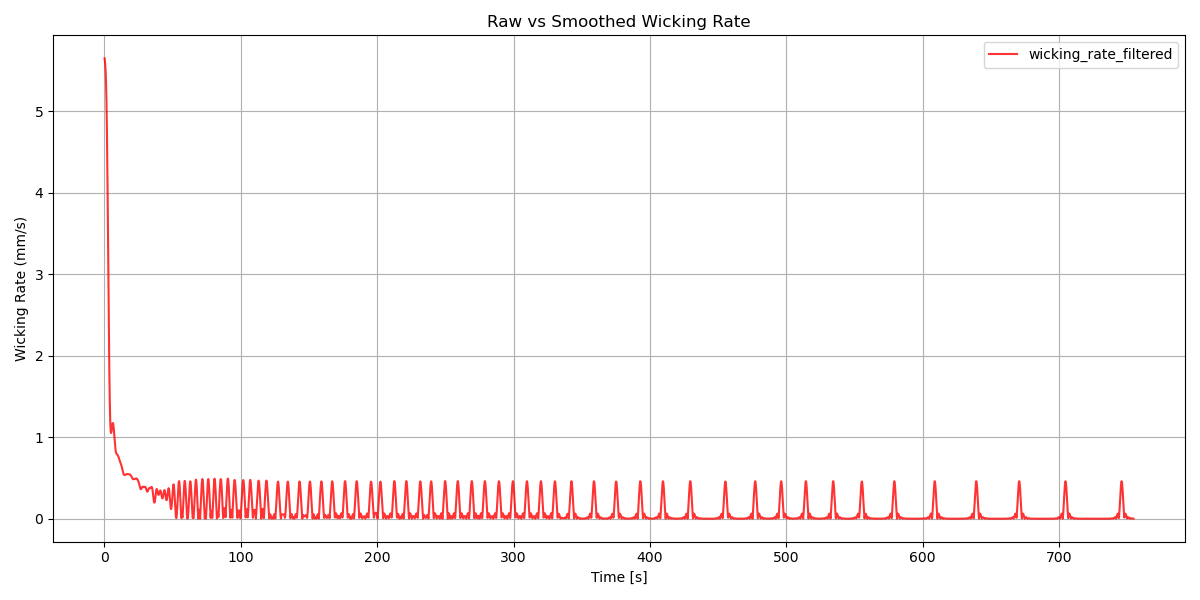 Raw vs Smoothed Wicking Rate
wicking_rate_filtered
Wicking Rate (mm/s)
5
4
3
2
1
0
0 100 200 300 400 500 600 700
Time [s]